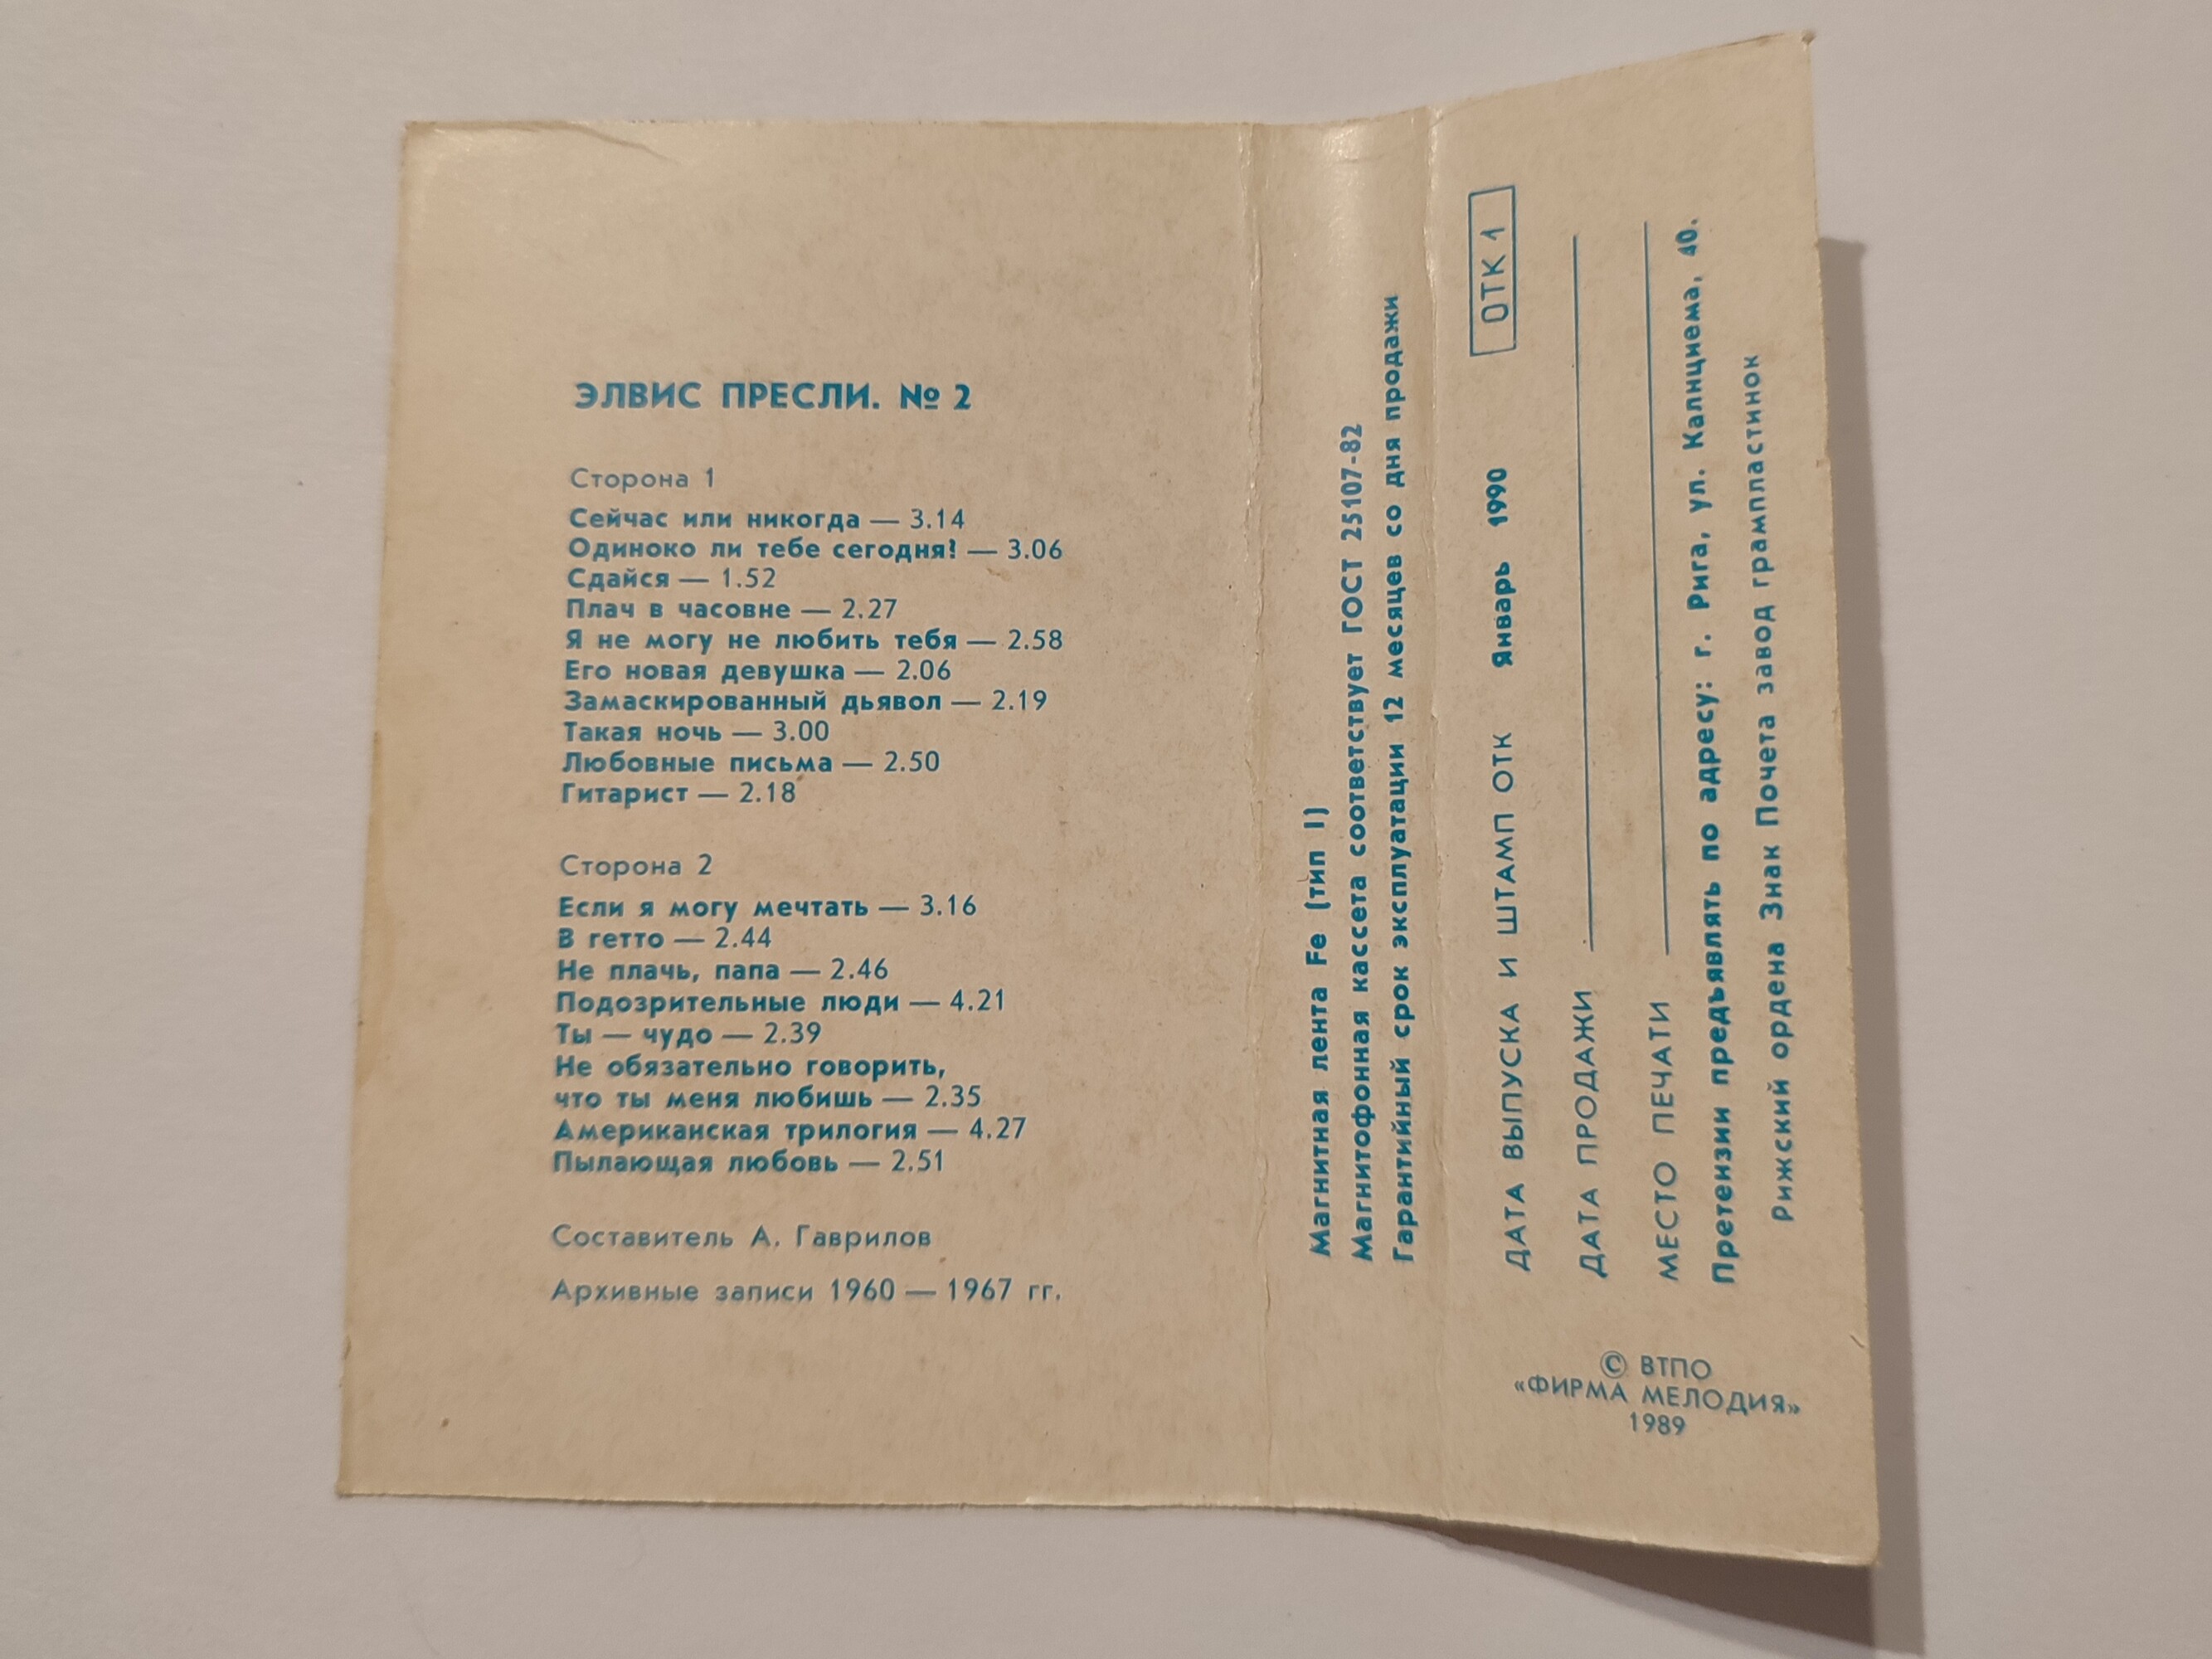 ЭЛВИС ПРЕСЛИ. № 2
Сторона 1
Сейчас или никогда — 3.14
Одиноко ли тебе сегодня? — 3.06
Сдайся — 1.52
Плач в часовне — 2.27
Я не могу не любить тебя — 2.58
Его новая девушка — 2.06
Замаскированный дьявол — 2.19
Такая ночь — 3.00
Любовные письма — 2.50
Гитарист — 2.18
Сторона 2
Если я могу мечтать — 3.16
В гетто — 2.44
Не плачь, папа — 2.46
Подозрительные люди — 4.21
Ты — чудо — 2.39
Не обязательно говорить,
что ты меня любишь — 2.35
Американская трилогия — 4.27
Пылающая любовь — 2.51
Составитель А. Гаврилов
Архивные записи 1960 — 1967 гг.
Магнитная лента Fe (тип I)
Магнитофонная кассета соответствует ГОСТ 25107-82
Гарантийный срок эксплуатации 12 месяцев со дня продажи
ДАТА ВЫПУСКА И ШТАМП ОТК Январь 1990 ОТК 1
ДАТА ПРОДАЖИ
МЕСТО ПЕЧАТИ
Претензии предъявлять по адресу: г. Рига, ул. Калнциема, 40.
Рижский ордена Знак Почета завод грампластинок
© ВТПО
«ФИРМА МЕЛОДИЯ»
1989